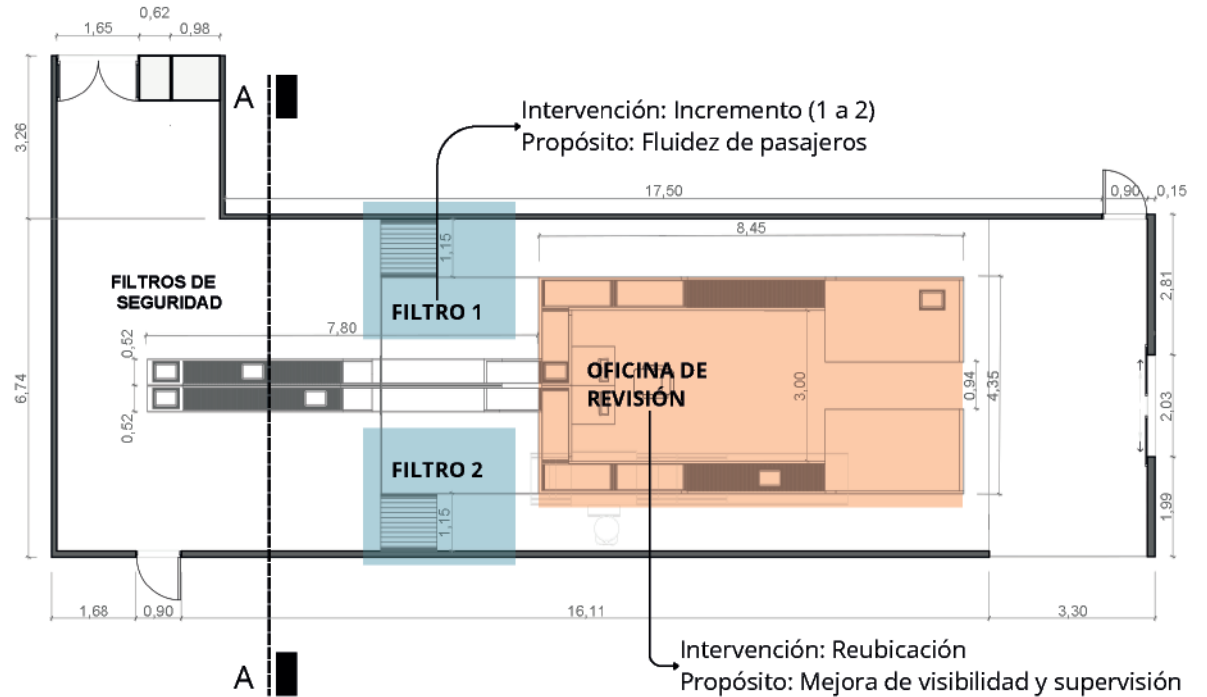 0,62
1,65
0,98
A
Intervención: Incremento (1 a 2)
Propósito: Fluidez de pasajeros
3,26
17,50
0,90
0,15
8,45
1,15
FILTROS DE
SEGURIDAD
FILTRO 1
2,81
7,80
0,52
OFICINA DE
REVISIÓN
3,00
0,94
4,35
6,74
2,03
0,52
FILTRO 2
1,15
1,99
1,68
0,90
16,11
3,30
Intervención: Reubicación
A
Propósito: Mejora de visibilidad y supervisión